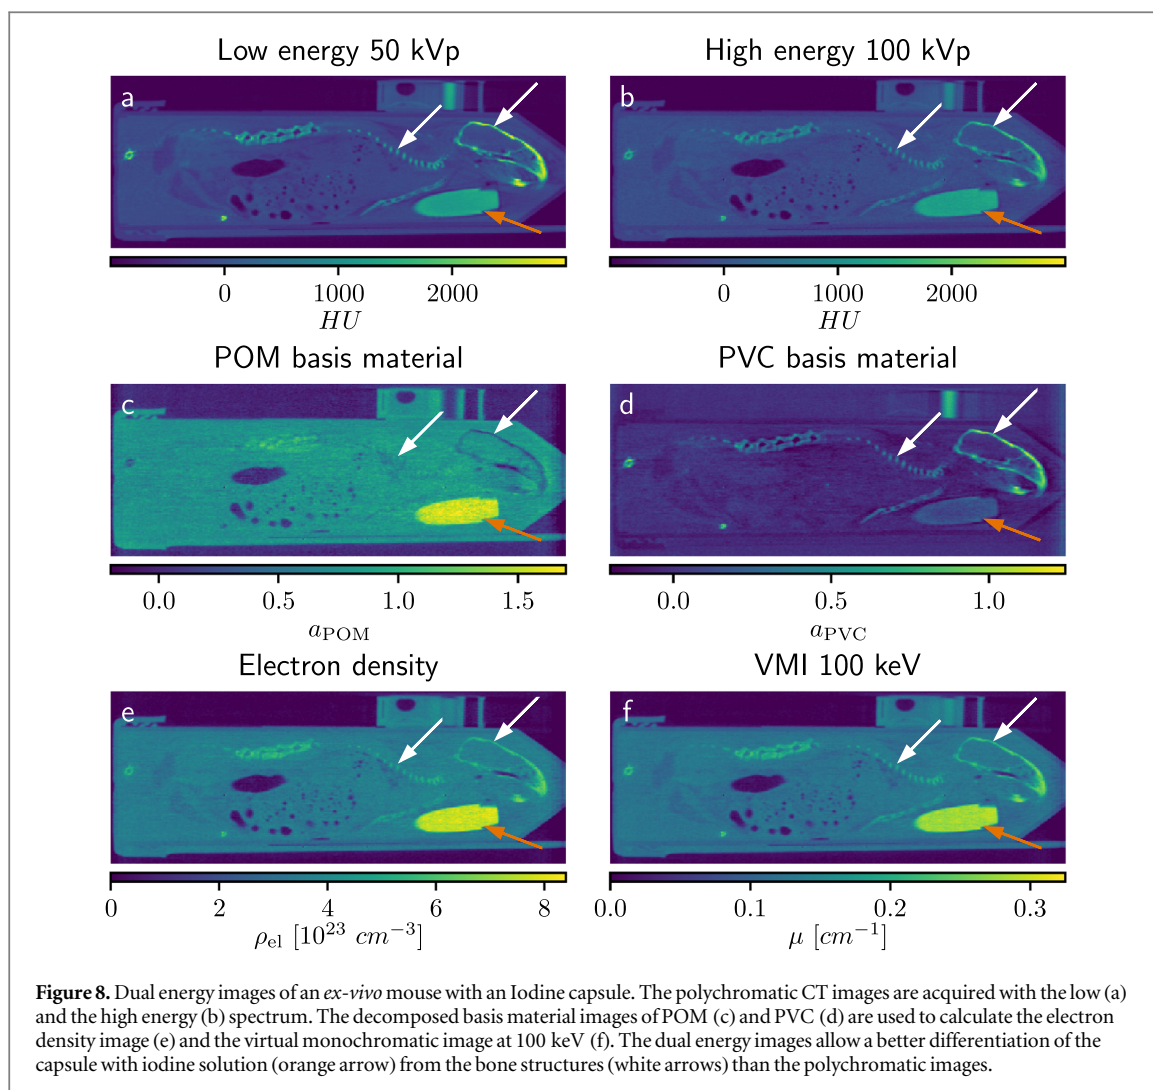 Low energy 50 kVp
High energy 100 kVp
a
b
0 1000 2000
HU
0 1000 2000
HU
POM basis material
PVC basis material
c
d
0.0 0.5 1.0 1.5
a_POM
0.0 0.5 1.0
a_PVC
Electron density
VMI 100 keV
e
f
0 2 4 6 8
ρ_el [10^23 cm^−3]
0.0 0.1 0.2 0.3
μ [cm^−1]
Figure 8. Dual energy images of an ex-vivo mouse with an Iodine capsule. The polychromatic CT images are acquired with the low (a)
and the high energy (b) spectrum. The decomposed basis material images of POM (c) and PVC (d) are used to calculate the electron
density image (e) and the virtual monochromatic image at 100 keV (f). The dual energy images allow a better differentiation of the
capsule with iodine solution (orange arrow) from the bone structures (white arrows) than the polychromatic images.